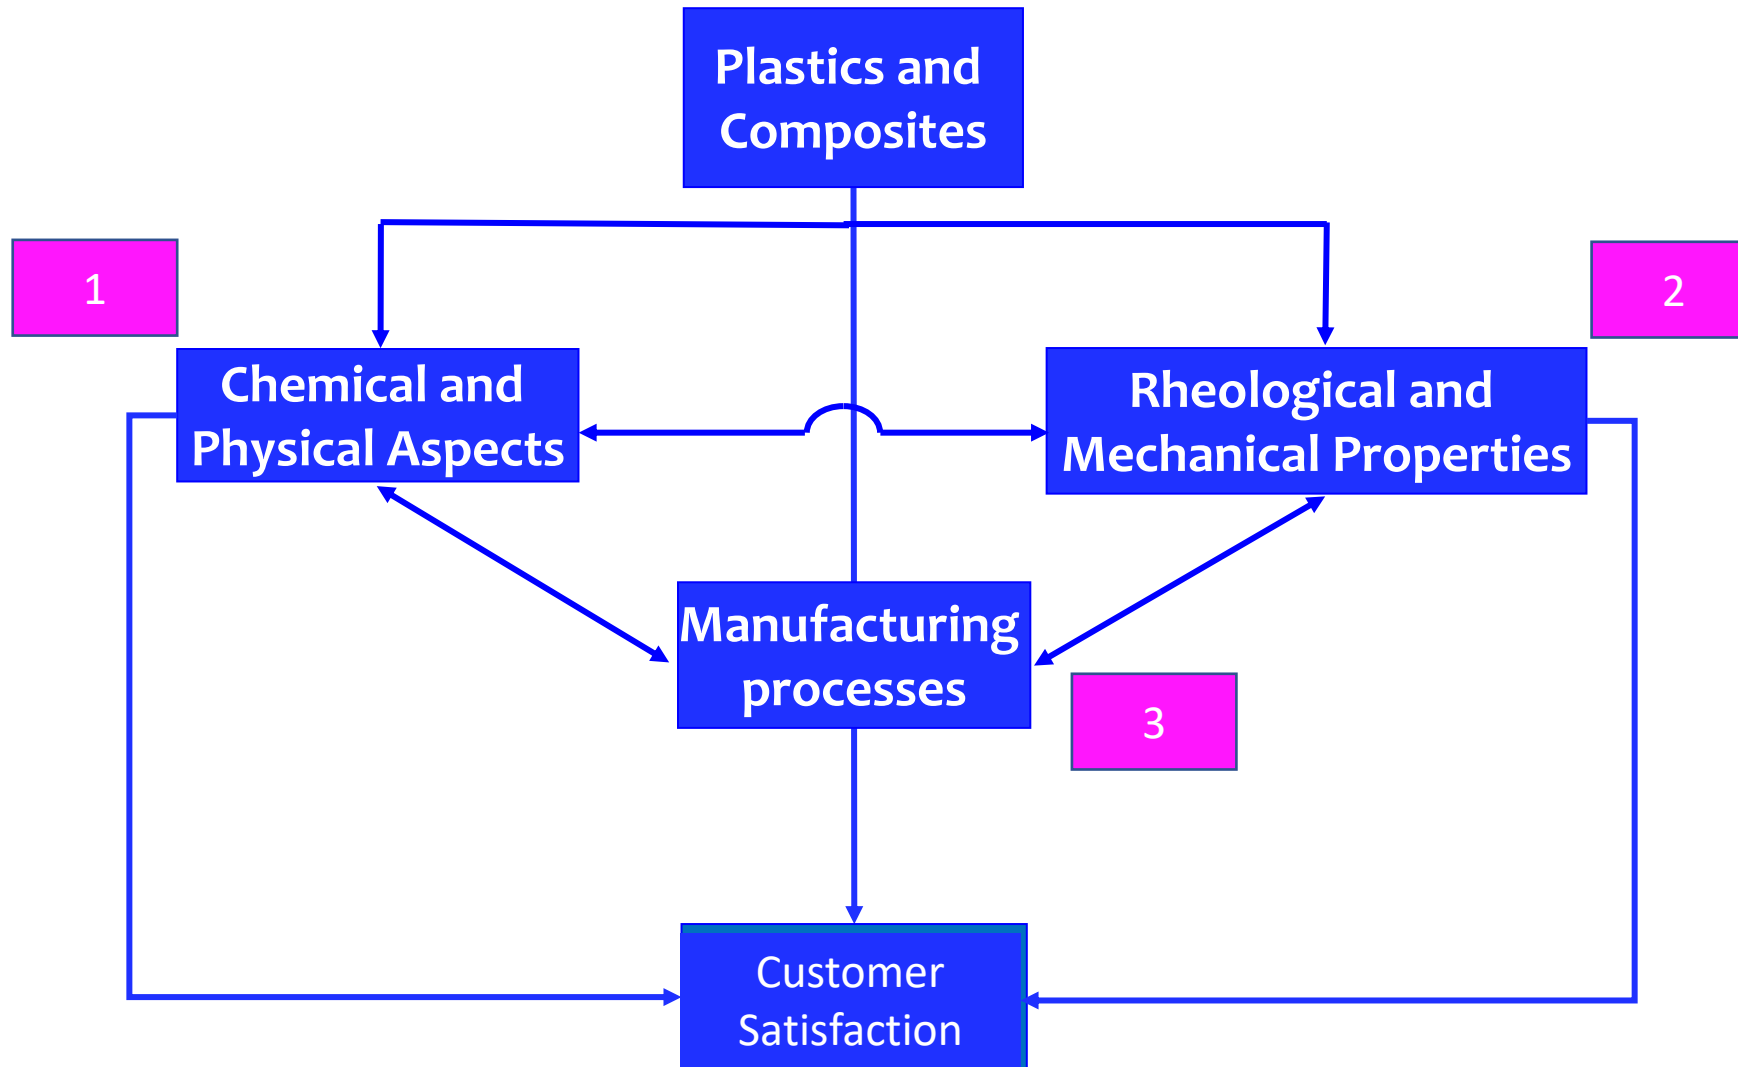 Plastics and
Composites
1
2
Chemical and
Physical Aspects
Rheological and
Mechanical Properties
Manufacturing
processes
3
Customer
Satisfaction